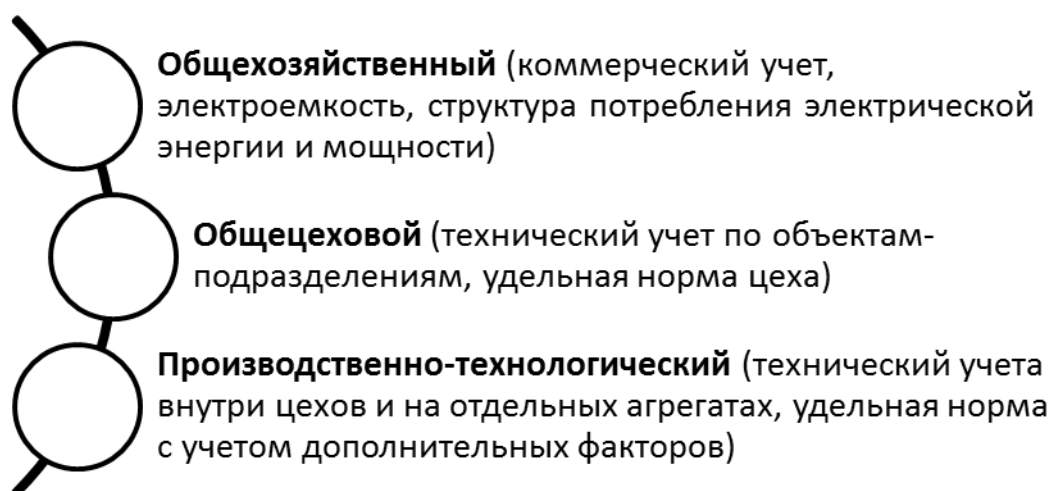 Общехозяйственный (коммерческий учет,
электроемкость, структура потребления электрической
энергии и мощности)
Общецеховой (технический учет по объектам-
подразделениям, удельная норма цеха)
Производственно-технологический (технический учета
внутри цехов и на отдельных агрегатах, удельная норма
с учетом дополнительных факторов)